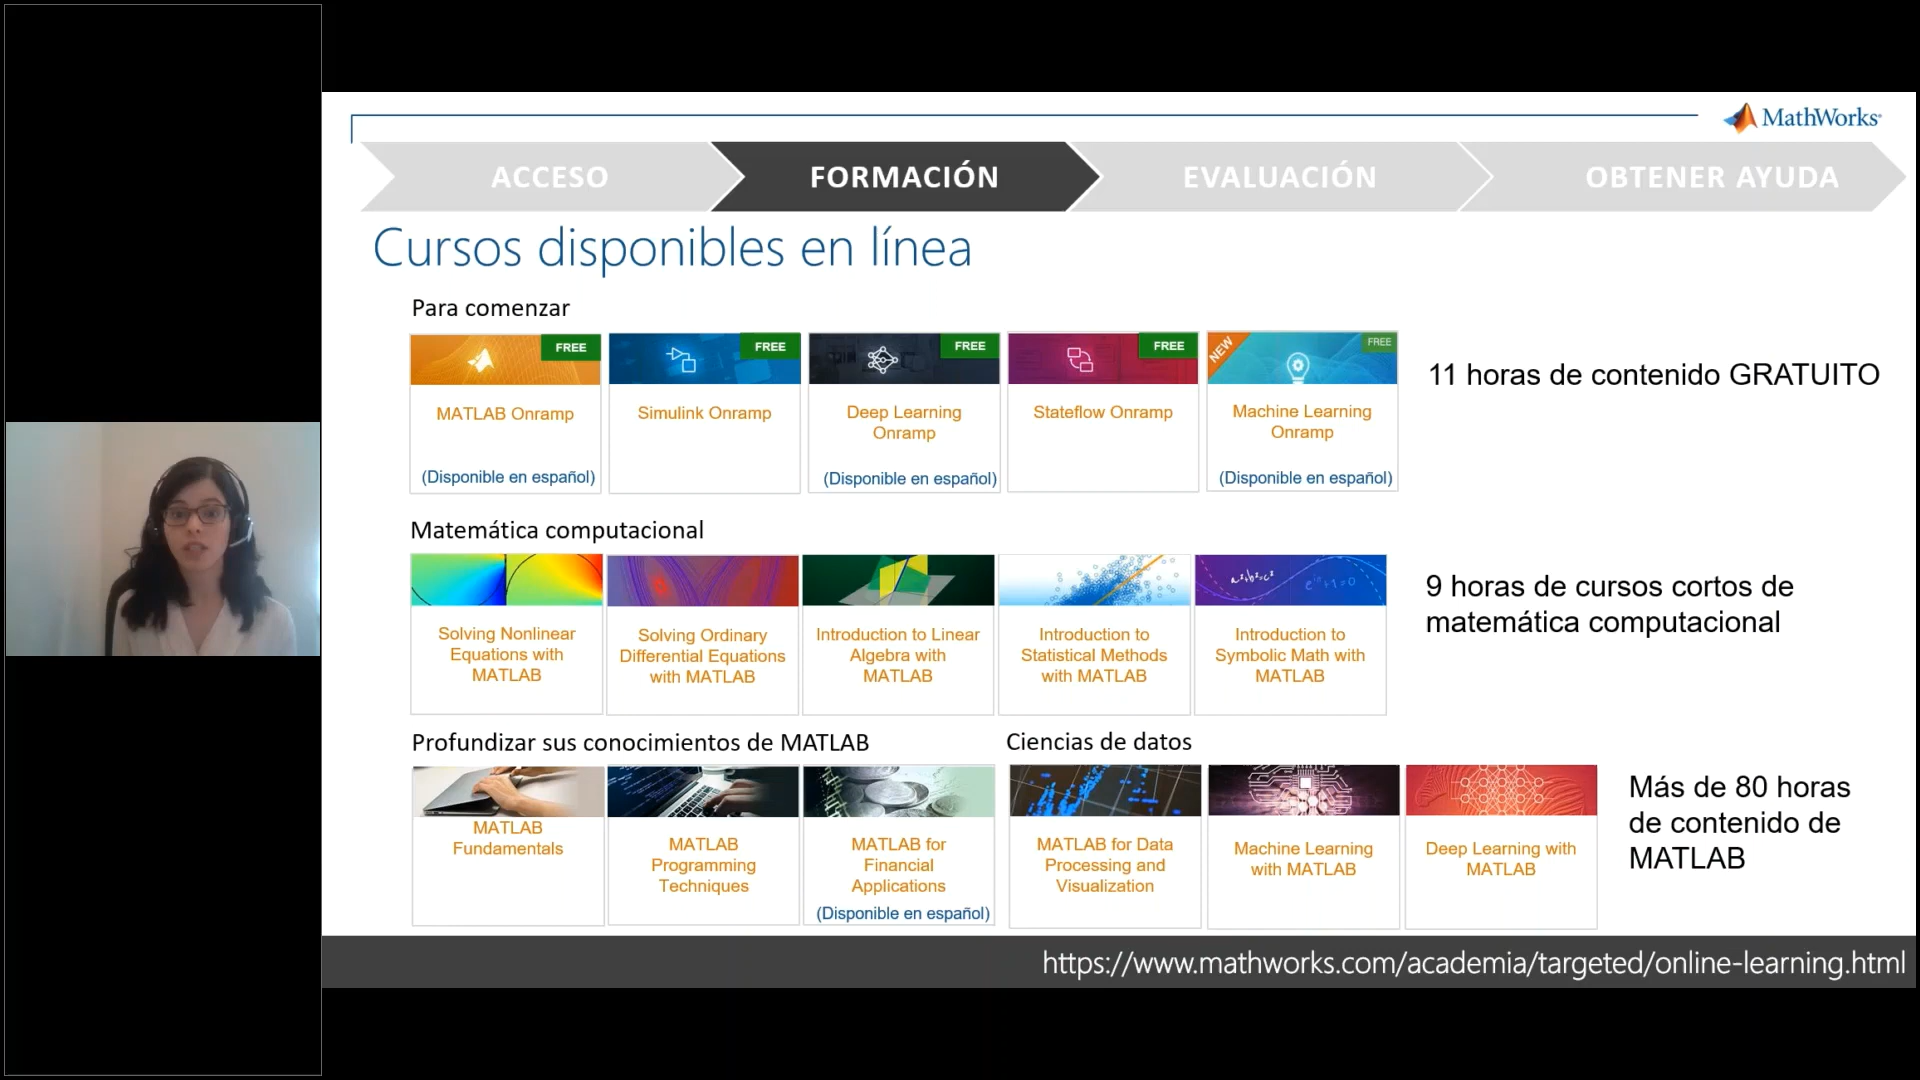 MathWorks®
ACCESO
FORMACIÓN
EVALUACIÓN
OBTENER AYUDA
Cursos disponibles en línea
Para comenzar
FREE
MATLAB Onramp
(Disponible en español)
FREE
Simulink Onramp
FREE
Deep Learning
Onramp
(Disponible en español)
FREE
Stateflow Onramp
NEW
FREE
Machine Learning
Onramp
(Disponible en español)
11 horas de contenido GRATUITO
Matemática computacional
Solving Nonlinear
Equations with
MATLAB
Solving Ordinary
Differential Equations
with MATLAB
Introduction to Linear
Algebra with
MATLAB
Introduction to
Statistical Methods
with MATLAB
a²+b²=c²
Introduction to
Symbolic Math with
MATLAB
9 horas de cursos cortos de
matemática computacional
Profundizar sus conocimientos de MATLAB
MATLAB
Fundamentals
MATLAB
Programming
Techniques
MATLAB for
Financial
Applications
(Disponible en español)
Ciencias de datos
MATLAB for Data
Processing and
Visualization
Machine Learning
with MATLAB
Deep Learning with
MATLAB
Más de 80 horas
de contenido de
MATLAB
https://www.mathworks.com/academia/targeted/online-learning.html